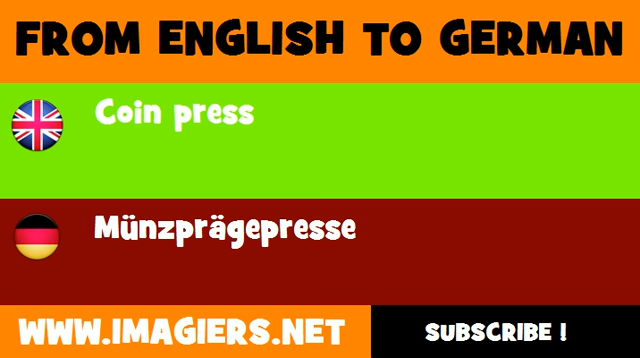 FROM ENGLISH TO GERMAN
Coin press
Münzprägepresse
WWW.IMAGIERS.NET
SUBSCRIBE !